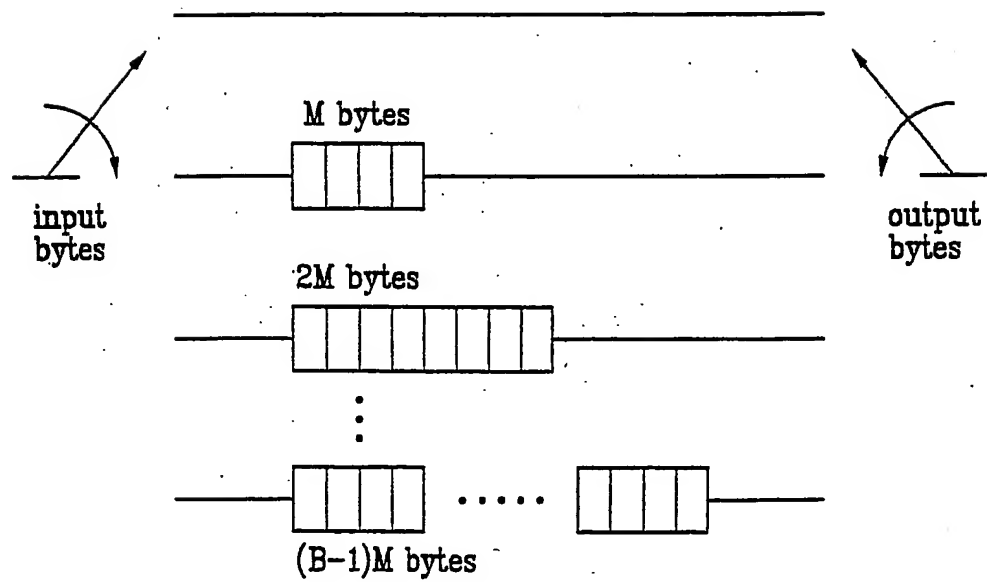 M bytes
input
bytes
output
bytes
2M bytes
(B-1)M bytes